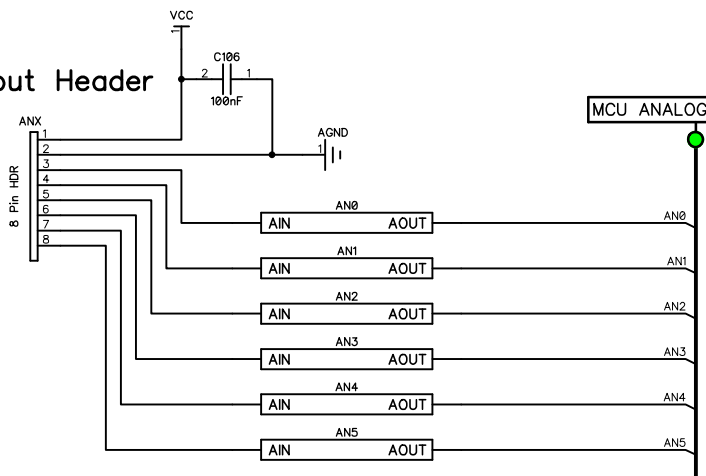 VCC
1
C106
2 1
100nF
out Header
ANX
1
2
3
4
5
6
7
8
8 Pin HDR
AGND
1
MCU ANALOG
AN0
AIN AOUT
AN0
AN1
AIN AOUT
AN1
AN2
AIN AOUT
AN2
AN3
AIN AOUT
AN3
AN4
AIN AOUT
AN4
AN5
AIN AOUT
AN5